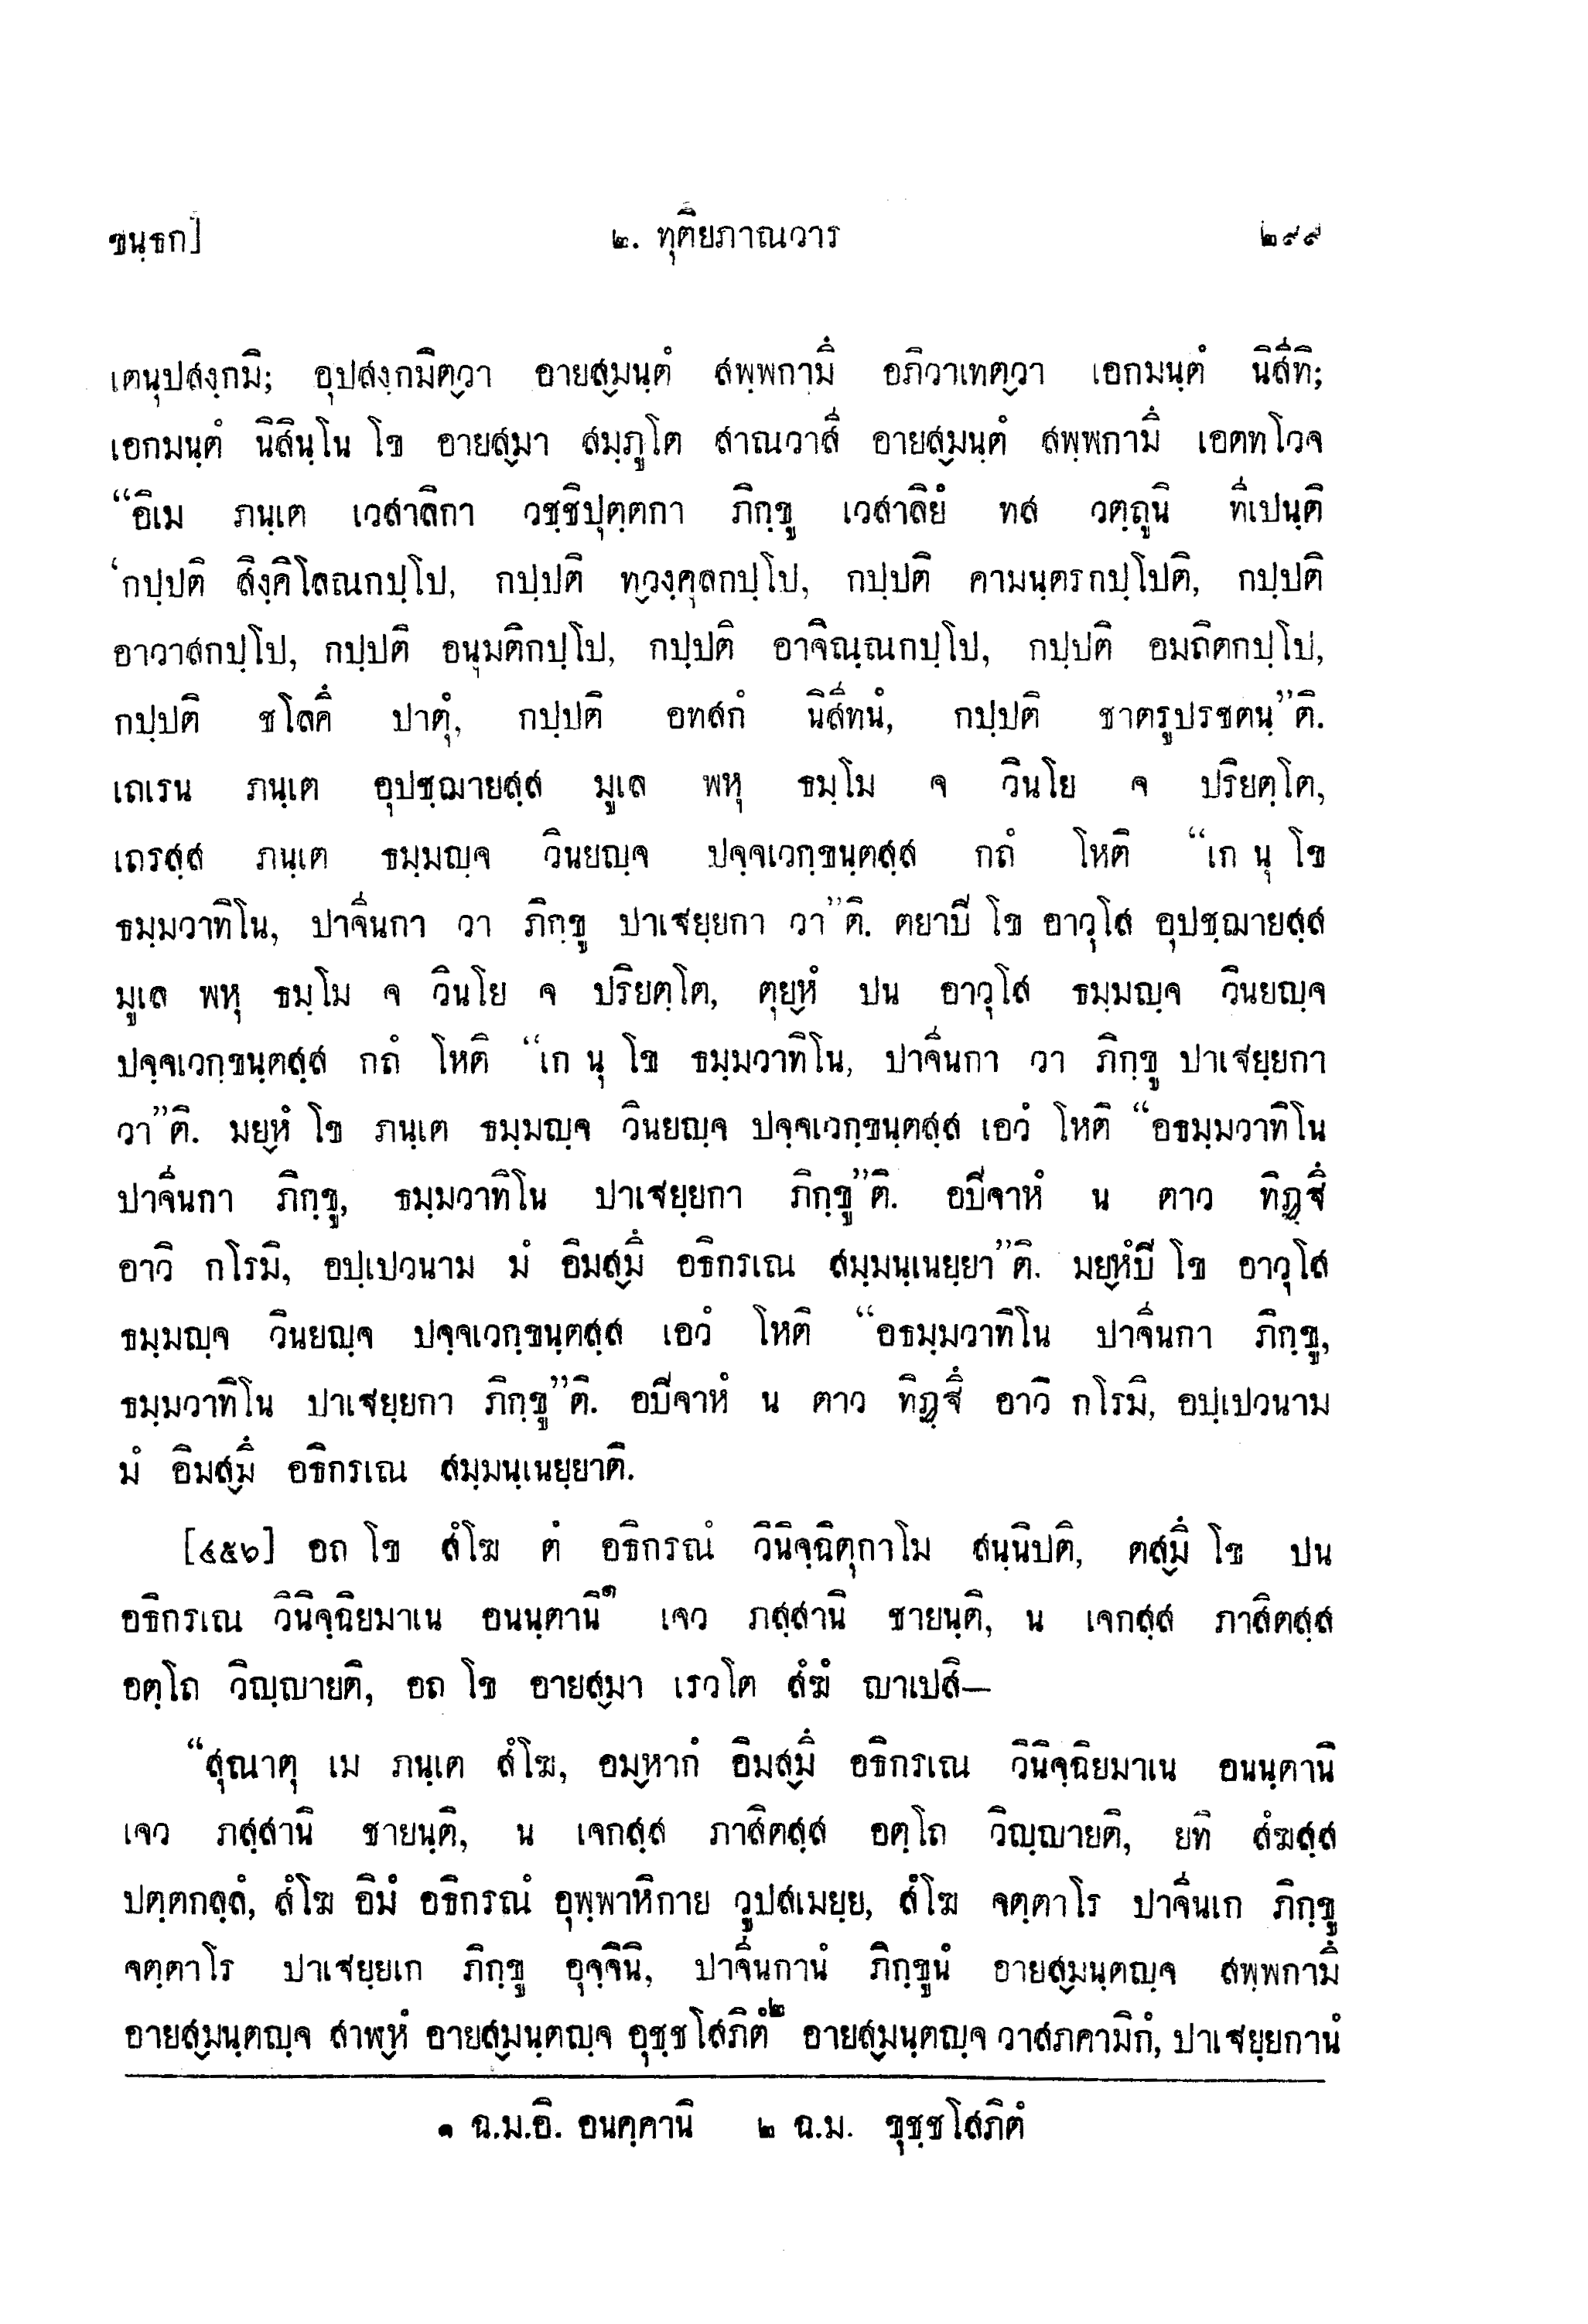 ขนฺธก] ๒. ทุติยภาณวาร ๒๙๙
เตนุปสงฺกมิ; อุปสงฺกมิตฺวา อายสฺมนฺตํ สพฺพกามึ อภิวาเทตฺวา เอกมนฺตํ นิสีทิ;
เอกมนฺตํ นิสินฺโน โข อายสฺมา สมฺภูโต สาณวาสี อายสฺมนฺตํ สพฺพกามึ เอตทโวจ
“อิเม ภนฺเต เวสาลิกา วชฺชิปุตฺตกา ภิกฺขู เวสาลิยํ ทส วตฺถูนิ ทีเปนฺติ
‘กปฺปติ สิงฺคิโลณกปฺโป, กปฺปติ ทฺวงฺคุลกปฺโป, กปฺปติ คามนฺตรกปฺโปติ, กปฺปติ
อาวาสกปฺโป, กปฺปติ อนุมติกปฺโป, กปฺปติ อาจิณฺณกปฺโป, กปฺปติ อมถิตกปฺโป,
กปฺปติ ชโลคึ ปาตุํ, กปฺปติ อทสกํ นิสีทนํ, กปฺปติ ชาตรูปรชตนฺ”ติ.
เถเรน ภนฺเต อุปชฺฌายสฺส มูเล พหุ ธมฺโม จ วินโย จ ปริยตฺโต,
เถรสฺส ภนฺเต ธมฺมญฺจ วินยญฺจ ปจฺจเวกฺขนฺตสฺส กถํ โหติ “เก นุ โข
ธมฺมวาทิโน, ปาจีนกา วา ภิกฺขู ปาเฐยฺยกา วา”ติ. ตยาปี โข อาวุโส อุปชฺฌายสฺส
มูเล พหุ ธมฺโม จ วินโย จ ปริยตฺโต, ตุยฺหํ ปน อาวุโส ธมฺมญฺจ วินยญฺจ
ปจฺจเวกฺขนฺตสฺส กถํ โหติ “เก นุ โข ธมฺมวาทิโน, ปาจีนกา วา ภิกฺขู ปาเฐยฺยกา
วา”ติ. มยฺหํ โข ภนฺเต ธมฺมญฺจ วินยญฺจ ปจฺจเวกฺขนฺตสฺส เอวํ โหติ “อธมฺมวาทิโน
ปาจีนกา ภิกฺขู, ธมฺมวาทิโน ปาเฐยฺยกา ภิกฺขู”ติ. อปิจาหํ น ตาว ทิฏฺฐึ
อาวิ กโรมิ, อปฺเปวนาม มํ อิมสฺมึ อธิกรเณ สมฺมนฺเนยฺยา”ติ. มยฺหํปี โข อาวุโส
ธมฺมญฺจ วินยญฺจ ปจฺจเวกฺขนฺตสฺส เอวํ โหติ “อธมฺมวาทิโน ปาจีนกา ภิกฺขู,
ธมฺมวาทิโน ปาเฐยฺยกา ภิกฺขู”ติ. อปิจาหํ น ตาว ทิฏฺฐึ อาวิ กโรมิ, อปฺเปวนาม
มํ อิมสฺมึ อธิกรเณ สมฺมนฺเนยฺยาติ.
[๔๕๖] อถ โข สํโฆ ตํ อธิกรณํ วินิจฺฉิตุกาโม สนฺนิปติ, ตสฺมึ โข ปน
อธิกรเณ วินิจฺฉิยมาเน อนนฺตานิ๑ เจว ภสฺสานิ ชายนฺติ, น เจกสฺส ภาสิตสฺส
อตฺโถ วิญฺญายติ, อถ โข อายสฺมา เรวโต สํฆํ ญาเปสิ—
“สุณาตุ เม ภนฺเต สํโฆ, อมฺหากํ อิมสฺมึ อธิกรเณ วินิจฺฉิยมาเน อนนฺตานิ
เจว ภสฺสานิ ชายนฺติ, น เจกสฺส ภาสิตสฺส อตฺโถ วิญฺญายติ, ยทิ สํฆสฺส
ปตฺตกลฺลํ, สํโฆ อิมํ อธิกรณํ อุพฺพาหิกาย วูปสเมยฺย, สํโฆ จตฺตาโร ปาจีนเก ภิกฺขู
จตฺตาโร ปาเฐยฺยเก ภิกฺขู อุจฺจินิ, ปาจีนกานํ ภิกฺขูนํ อายสฺมนฺตญฺจ สพฺพกามึ
อายสฺมนฺตญฺจ สาฬฺหํ อายสฺมนฺตญฺจ อุชฺชโสภิตํ๒ อายสฺมนฺตญฺจ วาสภคามิกํ, ปาเฐยฺยกานํ
๑ ฉ.ม.อิ. อนคฺคานิ ๒ ฉ.ม. ขุชฺชโสภิตํ